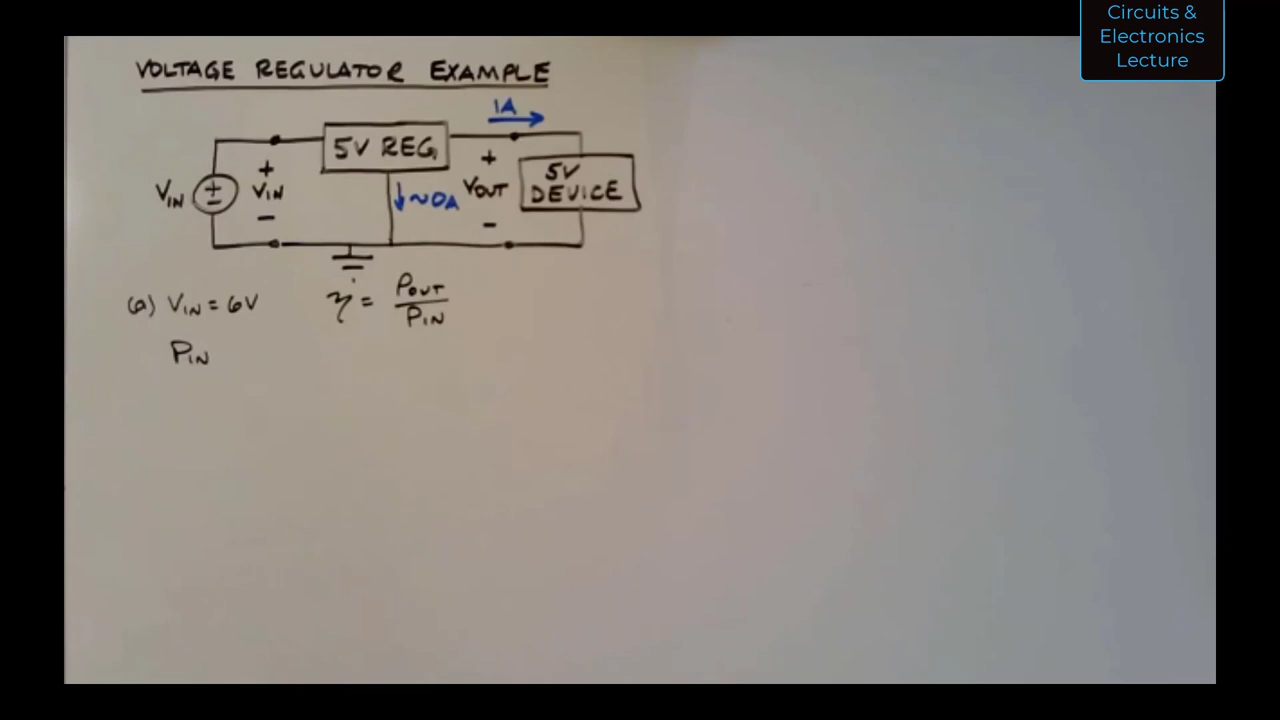 Circuits &
Electronics
Lecture
VOLTAGE REGULATOR EXAMPLE
1A
5V REG.
+
+
5V
DEVICE
VIN
+
−
VIN
VOUT
↓ ~0A
−
−
(a) VIN = 6V
η = POUT
PIN
PIN